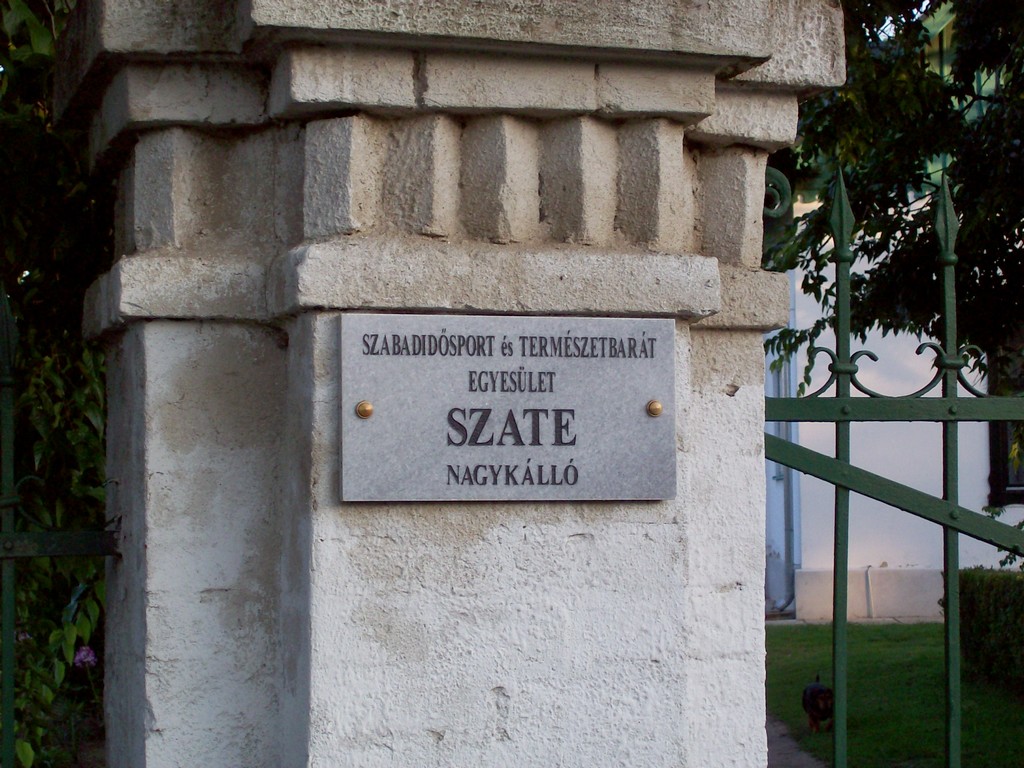 SZABADIDŐSPORT és TERMÉSZETBARÁT
EGYESÜLET
SZATE
NAGYKÁLLÓ